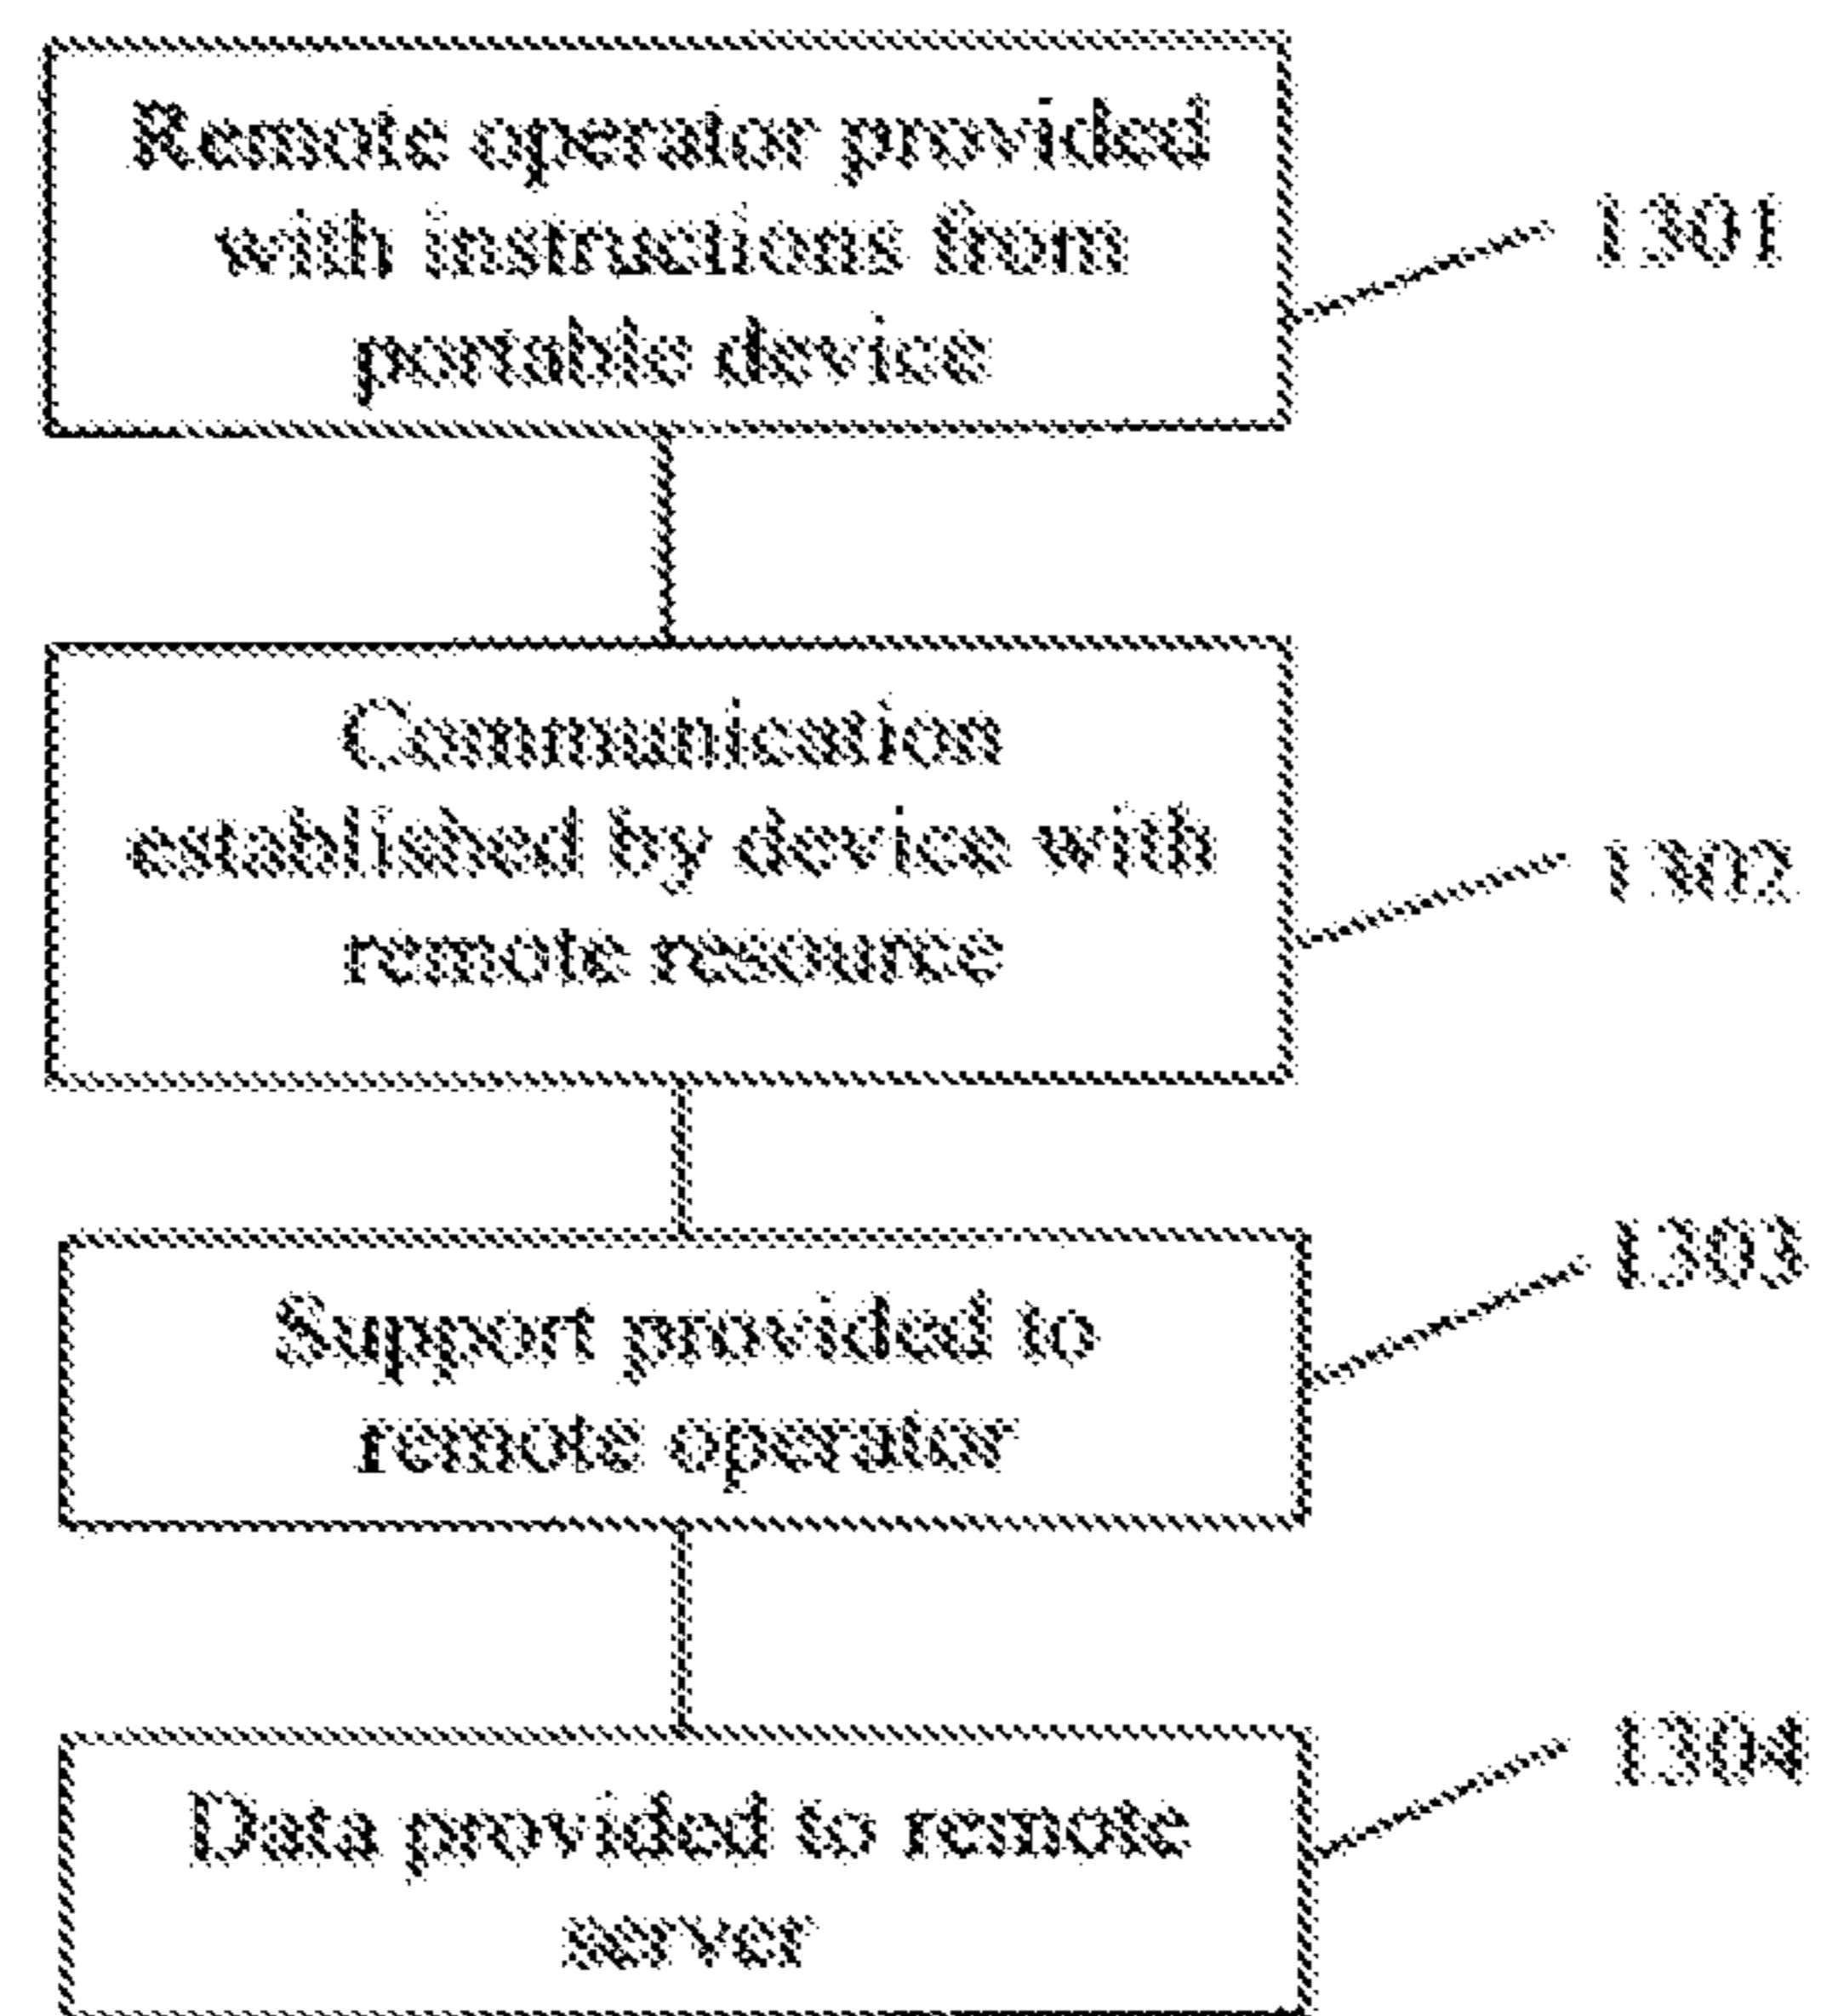 Remote operator provided
with instructions from
portable device
1301
Communication
established by device with
remote resource
1302
Support provided to
remote operator
1303
Data provided to remote
server
1304